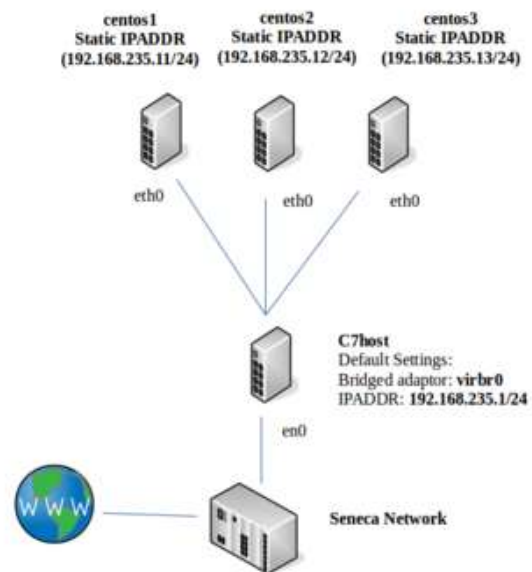 centos1
Static IPADDR
(192.168.235.11/24)
centos2
Static IPADDR
(192.168.235.12/24)
centos3
Static IPADDR
(192.168.235.13/24)
eth0
eth0
eth0
C7host
Default Settings:
Bridged adaptor: virbr0
IPADDR: 192.168.235.1/24
en0
WWW
Seneca Network